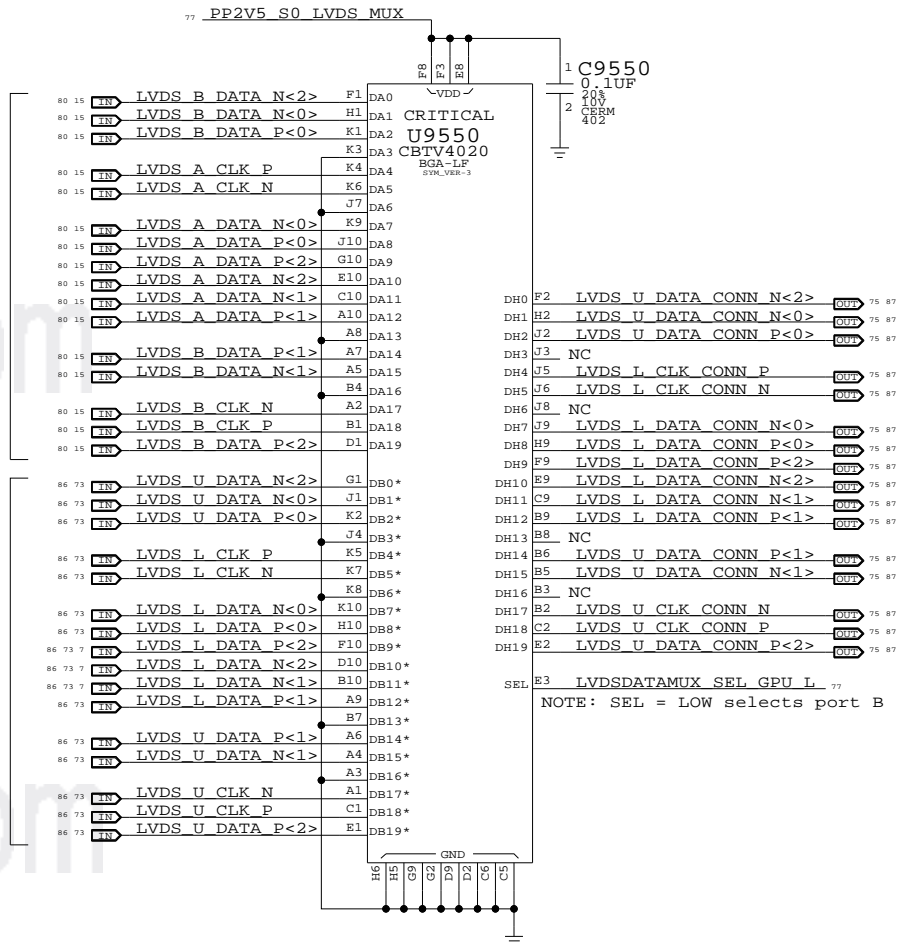 77 PP2V5_S0_LVDS_MUX
F8 F3 E8
VDD
1 C9550
0.1UF
20%
10V
2 CERM
402
CRITICAL
U9550
CBTV4020
BGA-LF
SYM_VER-3
80 15 IN LVDS_B_DATA_N<2> F1 DA0
80 15 IN LVDS_B_DATA_N<0> H1 DA1
80 15 IN LVDS_B_DATA_P<0> K1 DA2
K3 DA3
80 15 IN LVDS_A_CLK_P K4 DA4
80 15 IN LVDS_A_CLK_N K6 DA5
J7 DA6
80 15 IN LVDS_A_DATA_N<0> K9 DA7
80 15 IN LVDS_A_DATA_P<0> J10 DA8
80 15 IN LVDS_A_DATA_P<2> G10 DA9
80 15 IN LVDS_A_DATA_N<2> E10 DA10
80 15 IN LVDS_A_DATA_N<1> C10 DA11
80 15 IN LVDS_A_DATA_P<1> A10 DA12
A8 DA13
80 15 IN LVDS_B_DATA_P<1> A7 DA14
80 15 IN LVDS_B_DATA_N<1> A5 DA15
B4 DA16
80 15 IN LVDS_B_CLK_N A2 DA17
80 15 IN LVDS_B_CLK_P B1 DA18
80 15 IN LVDS_B_DATA_P<2> D1 DA19
86 73 IN LVDS_U_DATA_N<2> G1 DB0*
86 73 IN LVDS_U_DATA_N<0> J1 DB1*
86 73 IN LVDS_U_DATA_P<0> K2 DB2*
J4 DB3*
86 73 IN LVDS_L_CLK_P K5 DB4*
86 73 IN LVDS_L_CLK_N K7 DB5*
K8 DB6*
86 73 IN LVDS_L_DATA_N<0> K10 DB7*
86 73 IN LVDS_L_DATA_P<0> H10 DB8*
86 73 7 IN LVDS_L_DATA_P<2> F10 DB9*
86 73 7 IN LVDS_L_DATA_N<2> D10 DB10*
86 73 7 IN LVDS_L_DATA_N<1> B10 DB11*
86 73 IN LVDS_L_DATA_P<1> A9 DB12*
B7 DB13*
86 73 IN LVDS_U_DATA_P<1> A6 DB14*
86 73 IN LVDS_U_DATA_N<1> A4 DB15*
A3 DB16*
86 73 IN LVDS_U_CLK_N A1 DB17*
86 73 IN LVDS_U_CLK_P C1 DB18*
86 73 IN LVDS_U_DATA_P<2> E1 DB19*
DH0 F2 LVDS_U_DATA_CONN_N<2> OUT 75 87
DH1 H2 LVDS_U_DATA_CONN_N<0> OUT 75 87
DH2 J2 LVDS_U_DATA_CONN_P<0> OUT 75 87
DH3 J3 NC
DH4 J5 LVDS_L_CLK_CONN_P OUT 75 87
DH5 J6 LVDS_L_CLK_CONN_N OUT 75 87
DH6 J8 NC
DH7 J9 LVDS_L_DATA_CONN_N<0> OUT 75 87
DH8 H9 LVDS_L_DATA_CONN_P<0> OUT 75 87
DH9 F9 LVDS_L_DATA_CONN_P<2> OUT 75 87
DH10 E9 LVDS_L_DATA_CONN_N<2> OUT 75 87
DH11 C9 LVDS_L_DATA_CONN_N<1> OUT 75 87
DH12 B9 LVDS_L_DATA_CONN_P<1> OUT 75 87
DH13 B8 NC
DH14 B6 LVDS_U_DATA_CONN_P<1> OUT 75 87
DH15 B5 LVDS_U_DATA_CONN_N<1> OUT 75 87
DH16 B3 NC
DH17 B2 LVDS_U_CLK_CONN_N OUT 75 87
DH18 C2 LVDS_U_CLK_CONN_P OUT 75 87
DH19 E2 LVDS_U_DATA_CONN_P<2> OUT 75 87
SEL E3 LVDSDATAMUX_SEL_GPU_L 77
NOTE: SEL = LOW selects port B
GND
H6 H5 G9 G2 D9 D2 C6 C5
om
om